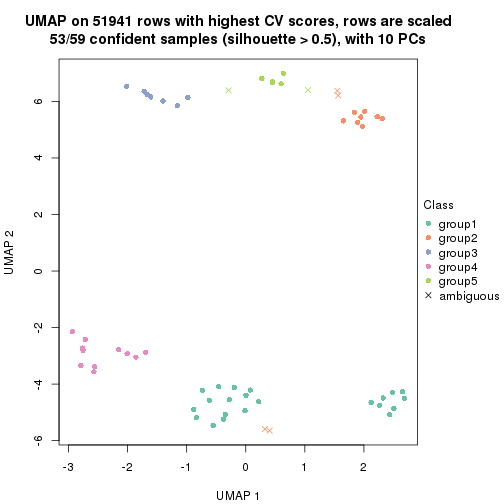 UMAP on 51941 rows with highest CV scores, rows are scaled
53/59 confident samples (silhouette > 0.5), with 10 PCs
6
4
2
0
-2
-4
-6
UMAP 2
-3
-2
-1
0
1
2
UMAP 1
Class
group1
group2
group3
group4
group5
ambiguous